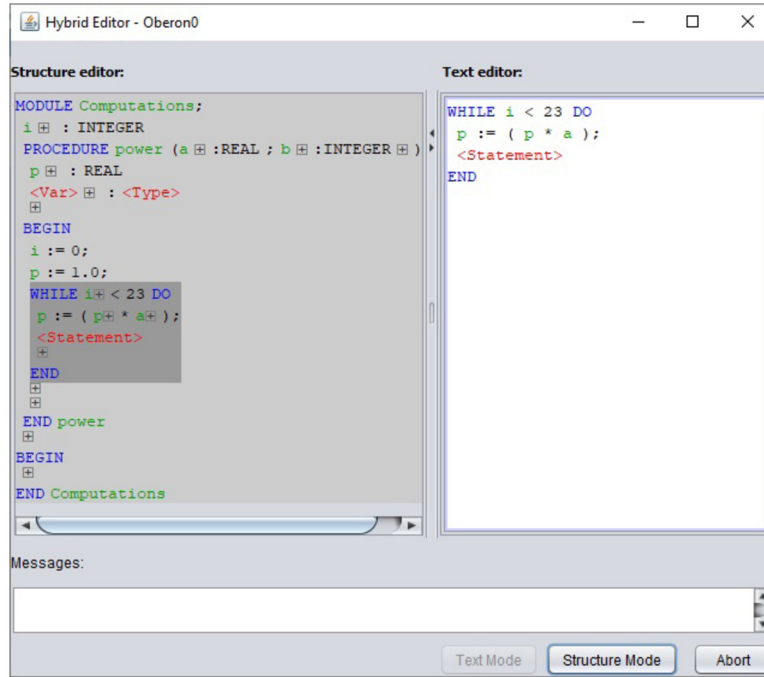 Hybrid Editor - Oberon0
Structure editor:
MODULE Computations;
i : INTEGER
PROCEDURE power (a :REAL ; b :INTEGER )
p : REAL
<Var> : <Type>
BEGIN
i := 0;
p := 1.0;
WHILE i < 23 DO
p := ( p * a );
<Statement>
END
END power
BEGIN
END Computations
Text editor:
WHILE i < 23 DO
p := ( p * a );
<Statement>
END
Messages:
Text Mode
Structure Mode
Abort